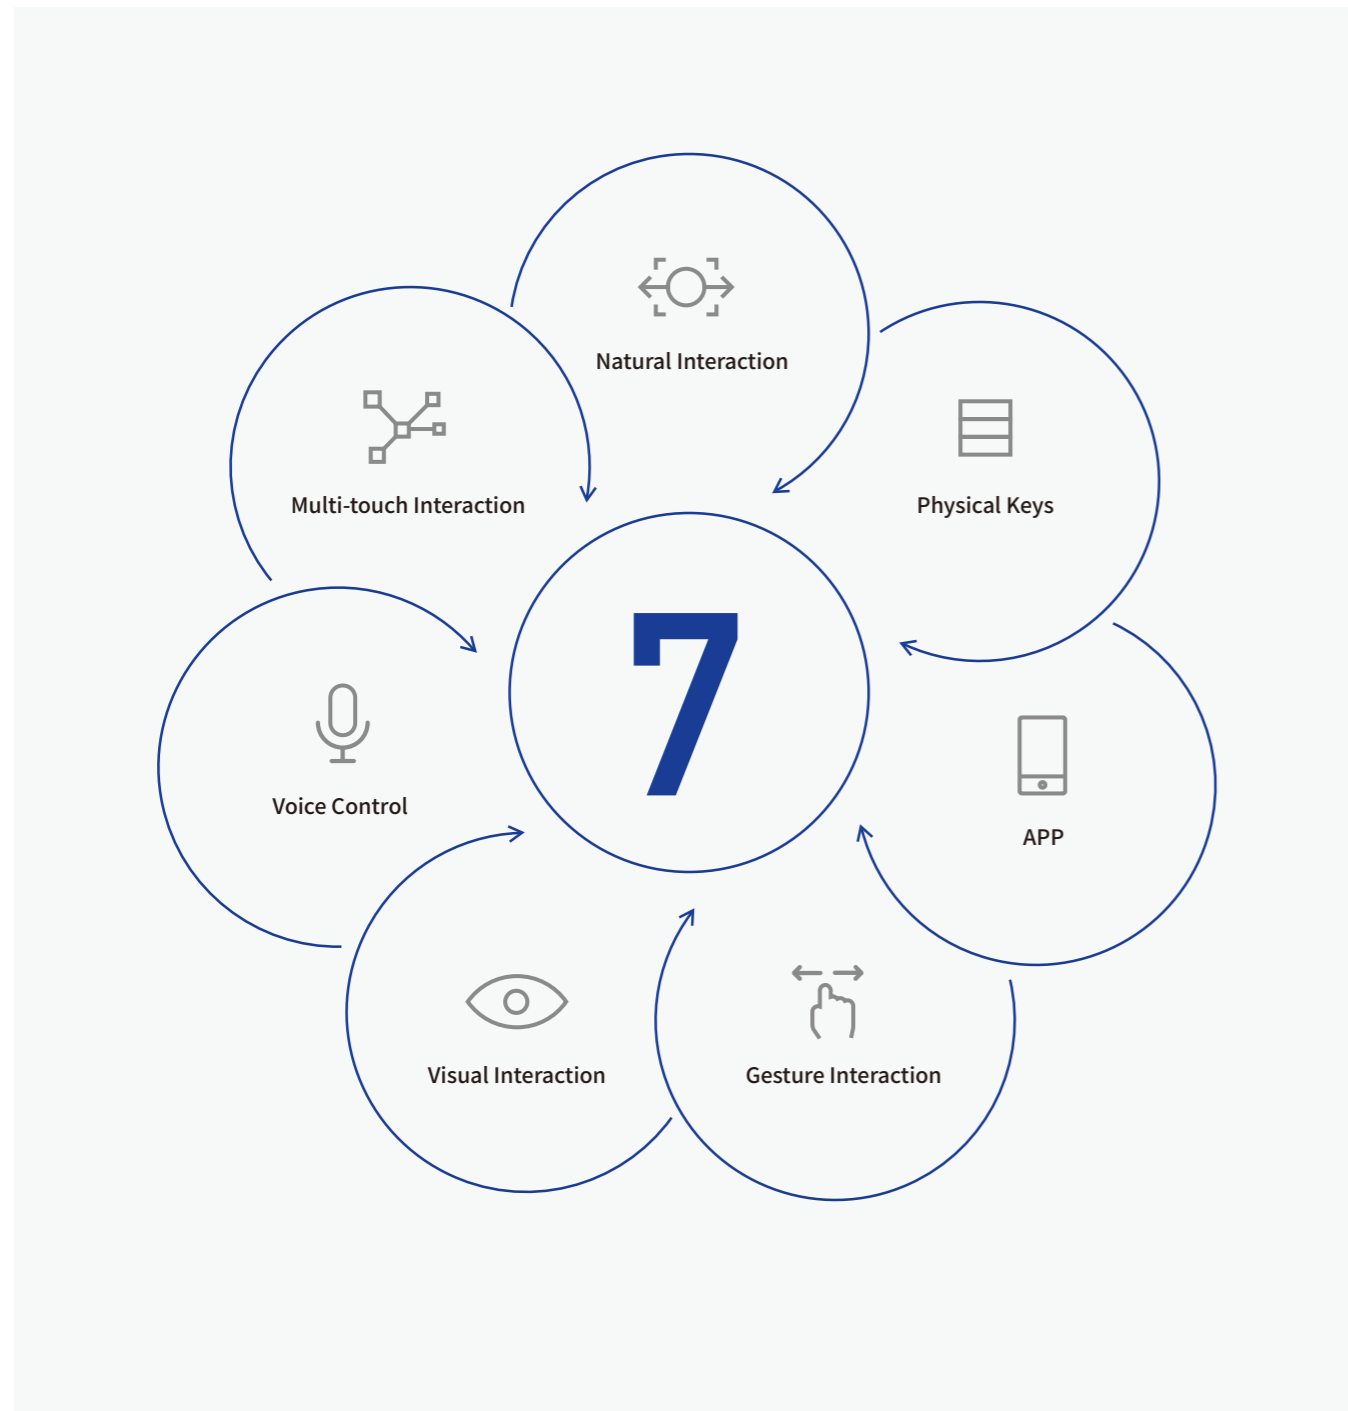 Natural Interaction
Multi-touch Interaction
Physical Keys
7
Voice Control
APP
Visual Interaction
Gesture Interaction